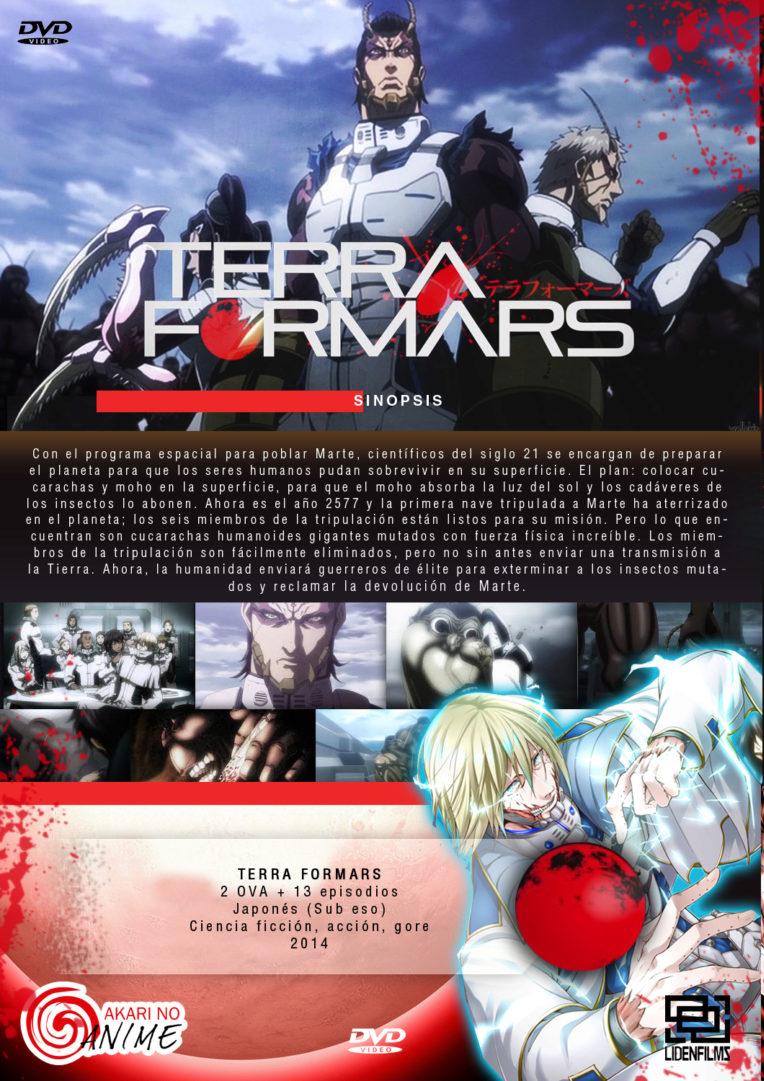 DVD
VIDEO
TERRA
テラフォーマーズ
FORMARS
SINOPSIS
Con el programa espacial para poblar Marte, científicos del siglo 21 se encargan de preparar
el planeta para que los seres humanos pudan sobrevivir en su superficie. El plan: colocar cu-
carachas y moho en la superficie, para que el moho absorba la luz del sol y los cadáveres de
los insectos lo abonen. Ahora es el año 2577 y la primera nave tripulada a Marte ha aterrizado
en el planeta; los seis miembros de la tripulación están listos para su misión. Pero lo que en-
cuentran son cucarachas humanoides gigantes mutados con fuerza física increíble. Los miem-
bros de la tripulación son fácilmente eliminados, pero no sin antes enviar una transmisión a
la Tierra. Ahora, la humanidad enviará guerreros de élite para exterminar a los insectos muta-
dos y reclamar la devolución de Marte.
TERRA FORMARS
2 OVA + 13 episodios
Japonés (Sub eso)
Ciencia ficción, acción, gore
2014
AKARI NO
ANIME
DVD
VIDEO
LIDENFILMS